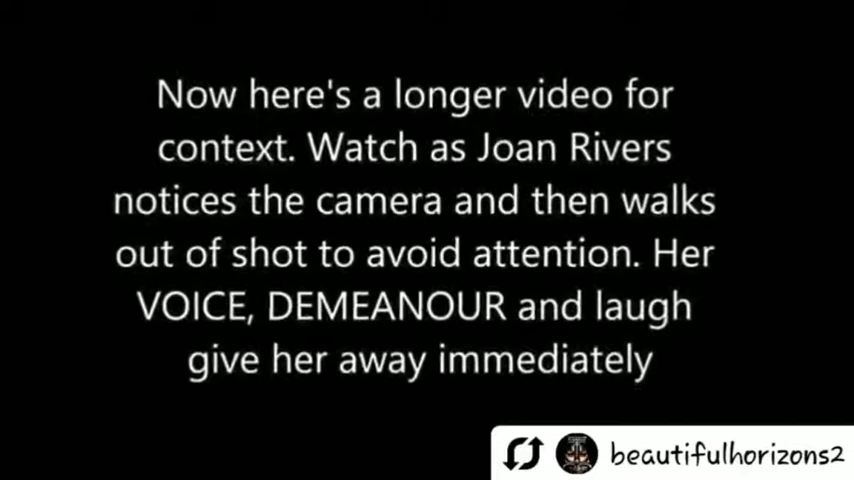 Now here's a longer video for
context. Watch as Joan Rivers
notices the camera and then walks
out of shot to avoid attention. Her
VOICE, DEMEANOUR and laugh
give her away immediately
beautifulhorizons2